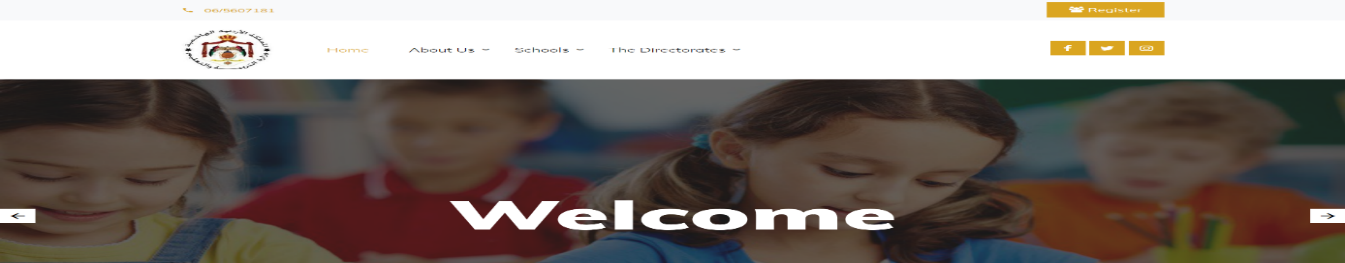 06/5607181
Register
Home About Us Schools The Directorates
Welcome